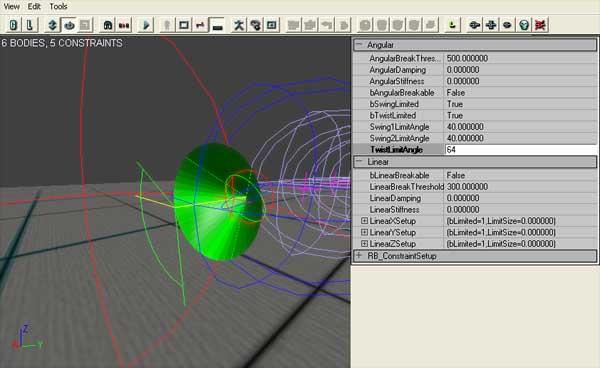 View Edit Tools
6 BODIES, 5 CONSTRAINTS
Angular
AngularBreakThres... 500.000000
AngularDamping 0.000000
AngularStiffness 0.000000
bAngularBreakable False
bSwingLimited True
bTwistLimited True
Swing1LimitAngle 40.000000
Swing2LimitAngle 40.000000
TwistLimitAngle 64
Linear
bLinearBreakable False
LinearBreakThreshold 300.000000
LinearDamping 0.000000
LinearStiffness 0.000000
LinearXSetup (bLimited=1,LimitSize=0.000000)
LinearYSetup (bLimited=1,LimitSize=0.000000)
LinearZSetup (bLimited=1,LimitSize=0.000000)
RB_ConstraintSetup
Z
X Y